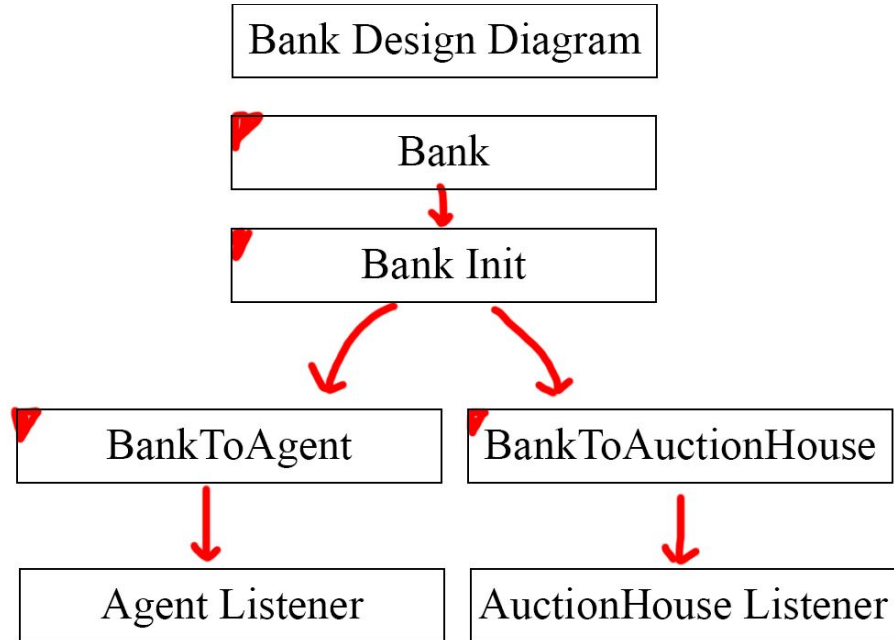 Bank Design Diagram
Bank
Bank Init
BankToAgent
BankToAuctionHouse
Agent Listener
AuctionHouse Listener